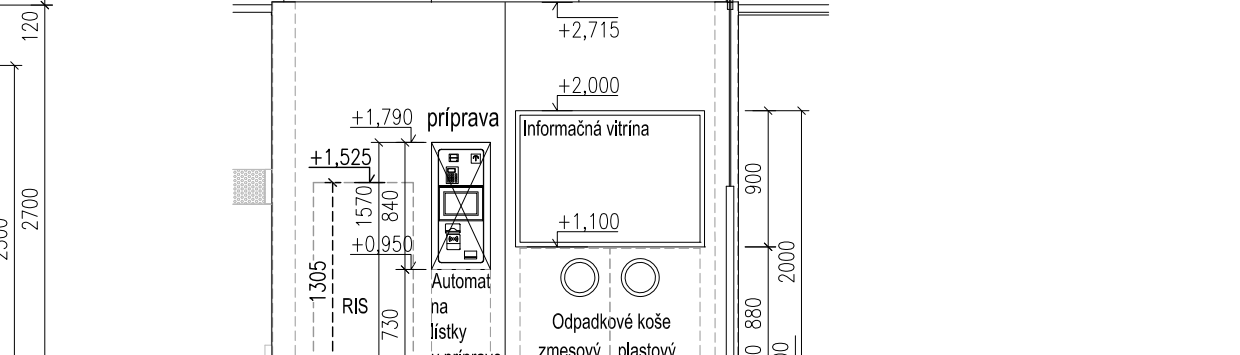 120
+2,715
+2,000
+1,790
príprava
Informačná vitrína
+1,525
2700
1570
840
900
+1,100
+0,950
2000
1305
Automat
RIS
na
730
880
lístky
Odpadkové koše
zmesový
plastový